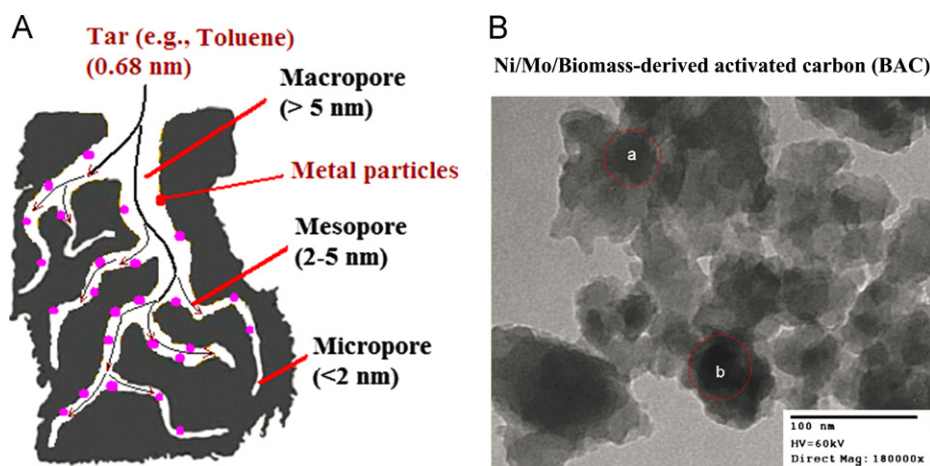 A
Tar (e.g., Toluene)
(0.68 nm)
Macropore
(> 5 nm)
Metal particles
Mesopore
(2-5 nm)
Micropore
(<2 nm)
B
Ni/Mo/Biomass-derived activated carbon (BAC)
a
b
100 nm
HV=60kV
Direct Mag: 180000x